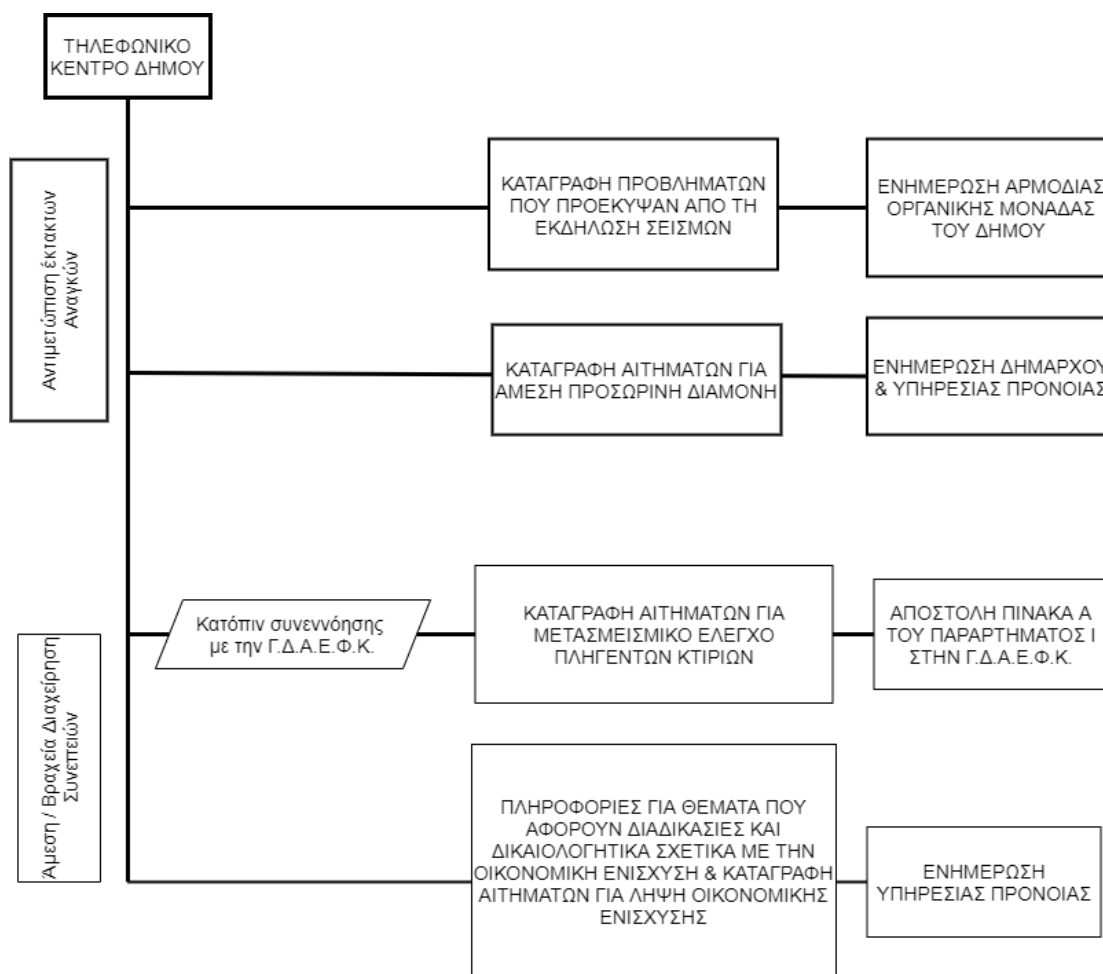 ΤΗΛΕΦΩΝΙΚΟ
ΚΕΝΤΡΟ ΔΗΜΟΥ
Αντιμετώπιση έκτακτων
Αναγκών
ΚΑΤΑΓΡΑΦΗ ΠΡΟΒΛΗΜΑΤΩΝ
ΠΟΥ ΠΡΟΕΚΥΨΑΝ ΑΠΟ ΤΗ
ΕΚΔΗΛΩΣΗ ΣΕΙΣΜΩΝ
ΕΝΗΜΕΡΩΣΗ ΑΡΜΟΔΙΑΣ
ΟΡΓΑΝΙΚΗΣ ΜΟΝΑΔΑΣ
ΤΟΥ ΔΗΜΟΥ
ΚΑΤΑΓΡΑΦΗ ΑΙΤΗΜΑΤΩΝ ΓΙΑ
ΑΜΕΣΗ ΠΡΟΣΩΡΙΝΗ ΔΙΑΜΟΝΗ
ΕΝΗΜΕΡΩΣΗ ΔΗΜΑΡΧΟΥ
& ΥΠΗΡΕΣΙΑΣ ΠΡΟΝΟΙΑΣ
Άμεση / Βραχεία Διαχείρηση
Συνεπειών
Κατόπιν συνεννόησης
με την Γ.Δ.Α.Ε.Φ.Κ.
ΚΑΤΑΓΡΑΦΗ ΑΙΤΗΜΑΤΩΝ ΓΙΑ
ΜΕΤΑΣΜΕΙΣΜΙΚΟ ΕΛΕΓΧΟ
ΠΛΗΓΕΝΤΩΝ ΚΤΙΡΙΩΝ
ΑΠΟΣΤΟΛΗ ΠΙΝΑΚΑ Α
ΤΟΥ ΠΑΡΑΡΤΗΜΑΤΟΣ Ι
ΣΤΗΝ Γ.Δ.Α.Ε.Φ.Κ.
ΠΛΗΡΟΦΟΡΙΕΣ ΓΙΑ ΘΕΜΑΤΑ ΠΟΥ
ΑΦΟΡΟΥΝ ΔΙΑΔΙΚΑΣΙΕΣ ΚΑΙ
ΔΙΚΑΙΟΛΟΓΗΤΙΚΑ ΣΧΕΤΙΚΑ ΜΕ ΤΗΝ
ΟΙΚΟΝΟΜΙΚΗ ΕΝΙΣΧΥΣΗ & ΚΑΤΑΓΡΑΦΗ
ΑΙΤΗΜΑΤΩΝ ΓΙΑ ΛΗΨΗ ΟΙΚΟΝΟΜΙΚΗΣ
ΕΝΙΣΧΥΣΗΣ
ΕΝΗΜΕΡΩΣΗ
ΥΠΗΡΕΣΙΑΣ ΠΡΟΝΟΙΑΣ